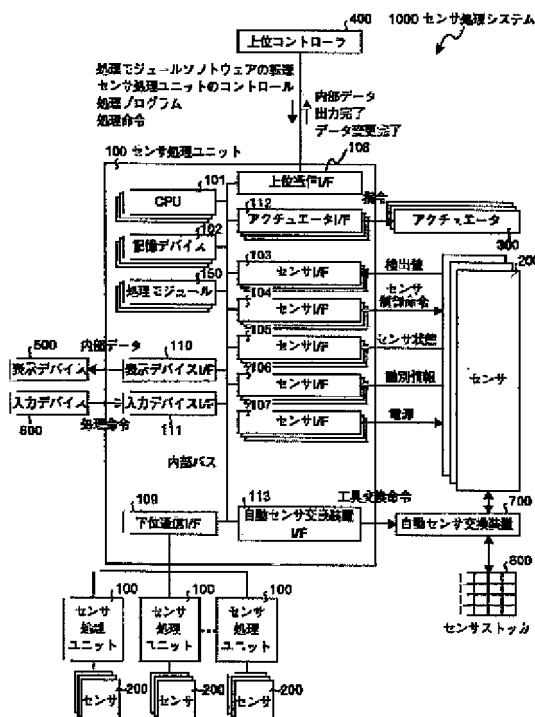 400
1000 センサ処理システム
上位コントローラ
処理モジュールソフトウェアの転送
センサ処理ユニットのコントロール
処理プログラム
処理命令
内部データ
出力完了
データ変更完了
100 センサ処理ユニット
108
101
上位通信I/F
CPU
112
指令
アクチュエータI/F
アクチュエータ
102
300
記憶デバイス
103
200
センサI/F
検出値
150
104
センサ
処理モジュール
センサI/F
制御命令
105
内部データ
センサI/F
センサ状態
500
110
センサ
表示デバイス
表示デバイスI/F
106
センサI/F
識別情報
入力デバイス
入力デバイスI/F
107
600
処理命令
111
センサI/F
電源
内部バス
109
113
工具交換命令
700
下位通信I/F
自動センサ交換装置
I/F
自動センサ交換装置
800
100
100
100
センサ
処理
ユニット
センサ
処理
ユニット
センサ
処理
ユニット
センサストッカ
200
200
200
センサ
センサ
センサ